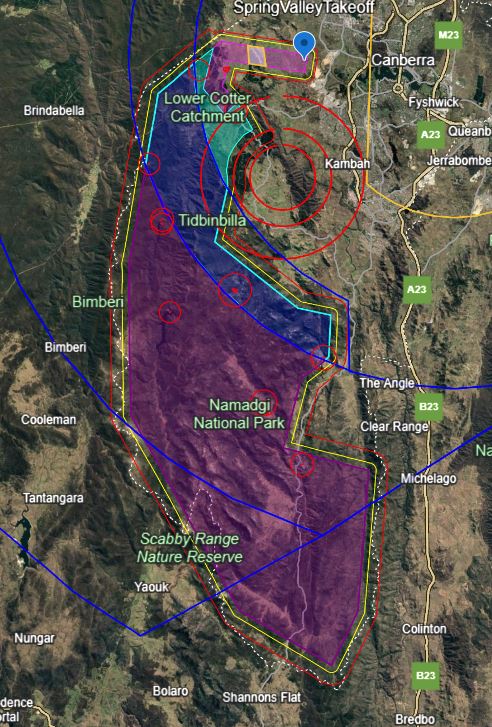 SpringValleyTakeoff
M23
Canberra
Brindabella
Lower Cotter
Catchment
Fyshwick
A23
Queanb
Kambah
Jerrabombe
Tidbinbilla
A23
Bimberi
Bimberi
The Angle
Namadgi
National Park
B23
Cooleman
Clear Range
Na
Michelago
Tantangara
Scabby Range
Nature Reserve
Yaouk
Colinton
Nungar
B23
Bolaro
Shannons Flat
dence
ortal
Bredbo